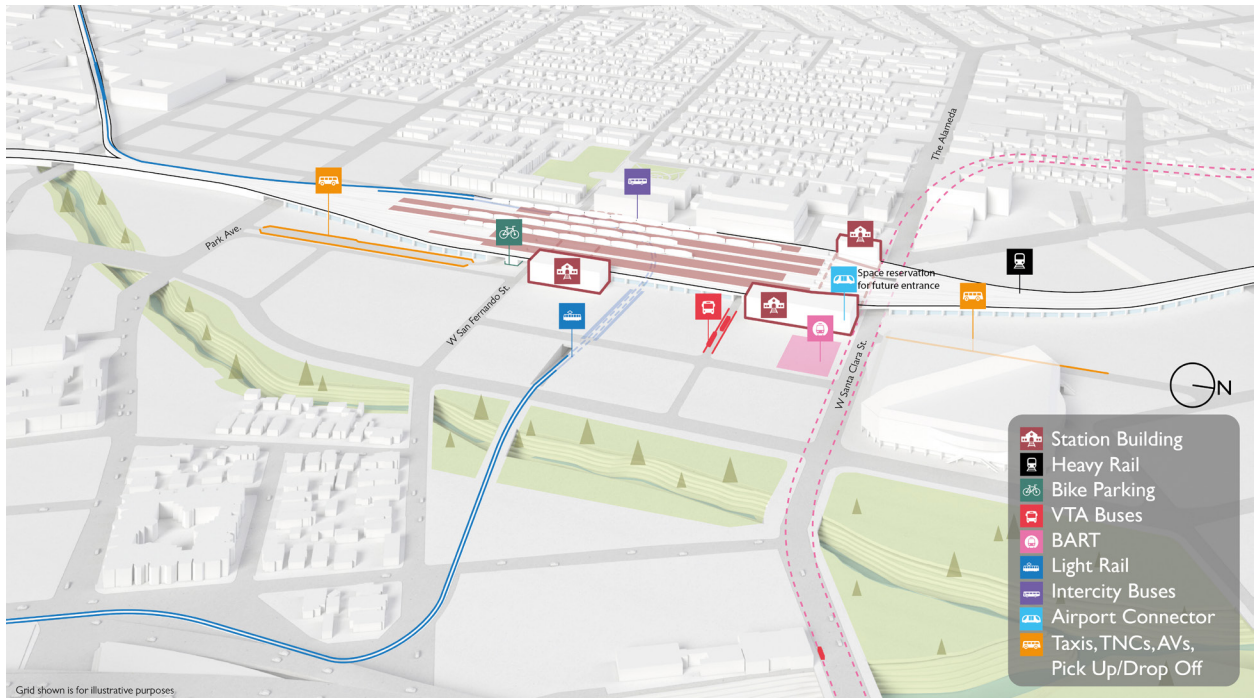 The Alameda
Park Ave.
Space reservation
for future entrance
W San Fernando St.
W Santa Clara St.
N
Station Building
Heavy Rail
Bike Parking
VTA Buses
BART
Light Rail
Intercity Buses
Airport Connector
Taxis, TNCs, AVs,
Pick Up/Drop Off
Grid shown is for illustrative purposes